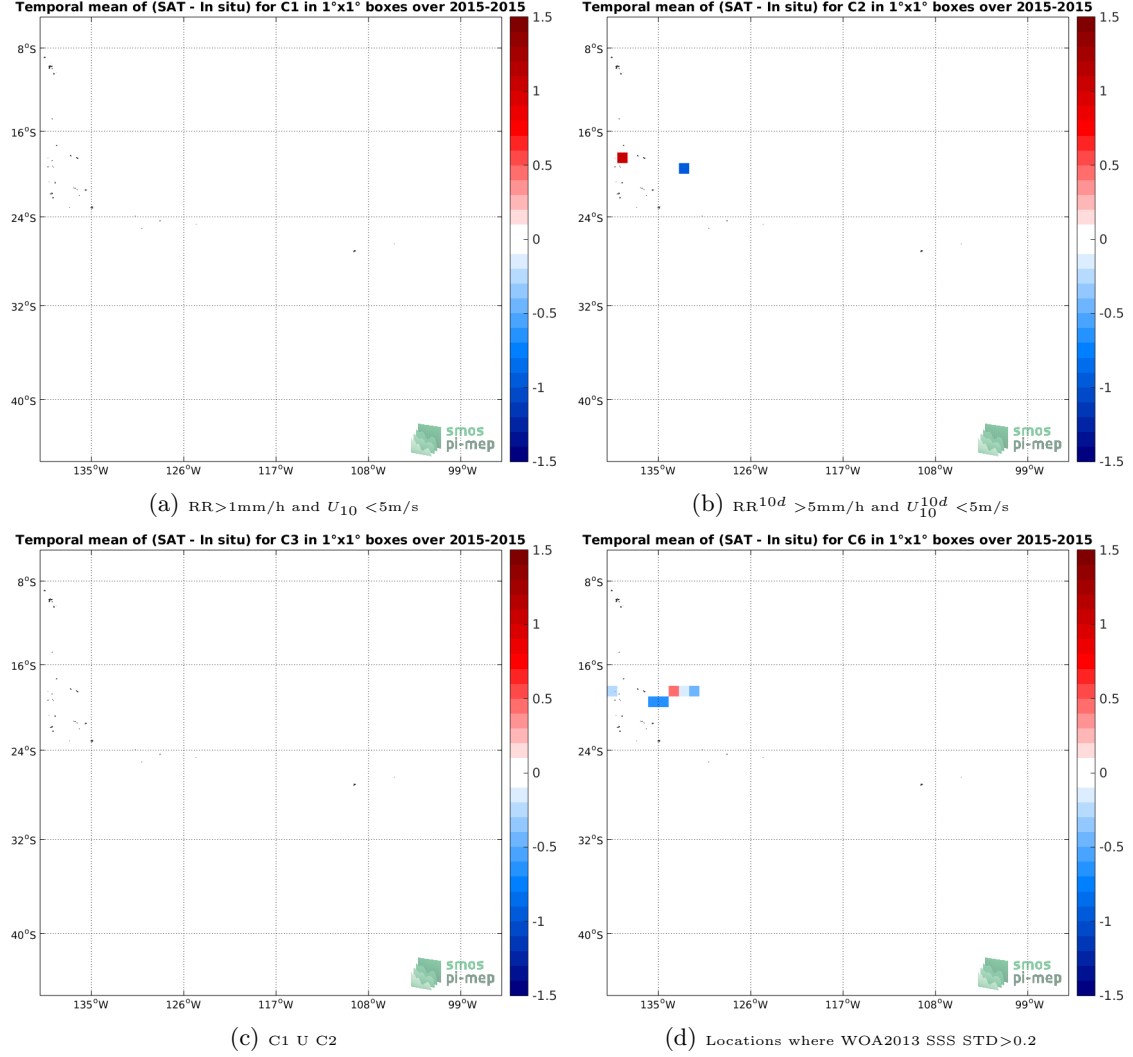 Temporal mean of (SAT - In situ) for C1 in 1°x1° boxes over 2015-2015
8°S
16°S
24°S
32°S
40°S
135°W 126°W 117°W 108°W 99°W
1.5
1
0.5
0
-0.5
-1
-1.5
smos
pi-mep
(a) RR>1mm/h and U₁₀ <5m/s
Temporal mean of (SAT - In situ) for C2 in 1°x1° boxes over 2015-2015
8°S
16°S
24°S
32°S
40°S
135°W 126°W 117°W 108°W 99°W
1.5
1
0.5
0
-0.5
-1
-1.5
smos
pi-mep
(b) RR^10d >5mm/h and U₁₀^10d <5m/s
Temporal mean of (SAT - In situ) for C3 in 1°x1° boxes over 2015-2015
8°S
16°S
24°S
32°S
40°S
135°W 126°W 117°W 108°W 99°W
1.5
1
0.5
0
-0.5
-1
-1.5
smos
pi-mep
(c) C1 U C2
Temporal mean of (SAT - In situ) for C6 in 1°x1° boxes over 2015-2015
8°S
16°S
24°S
32°S
40°S
135°W 126°W 117°W 108°W 99°W
1.5
1
0.5
0
-0.5
-1
-1.5
smos
pi-mep
(d) Locations where WOA2013 SSS STD>0.2